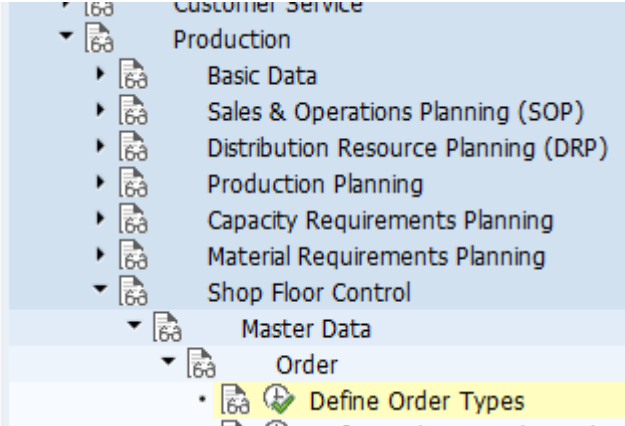 Customer Service
Production
Basic Data
Sales & Operations Planning (SOP)
Distribution Resource Planning (DRP)
Production Planning
Capacity Requirements Planning
Material Requirements Planning
Shop Floor Control
Master Data
Order
Define Order Types